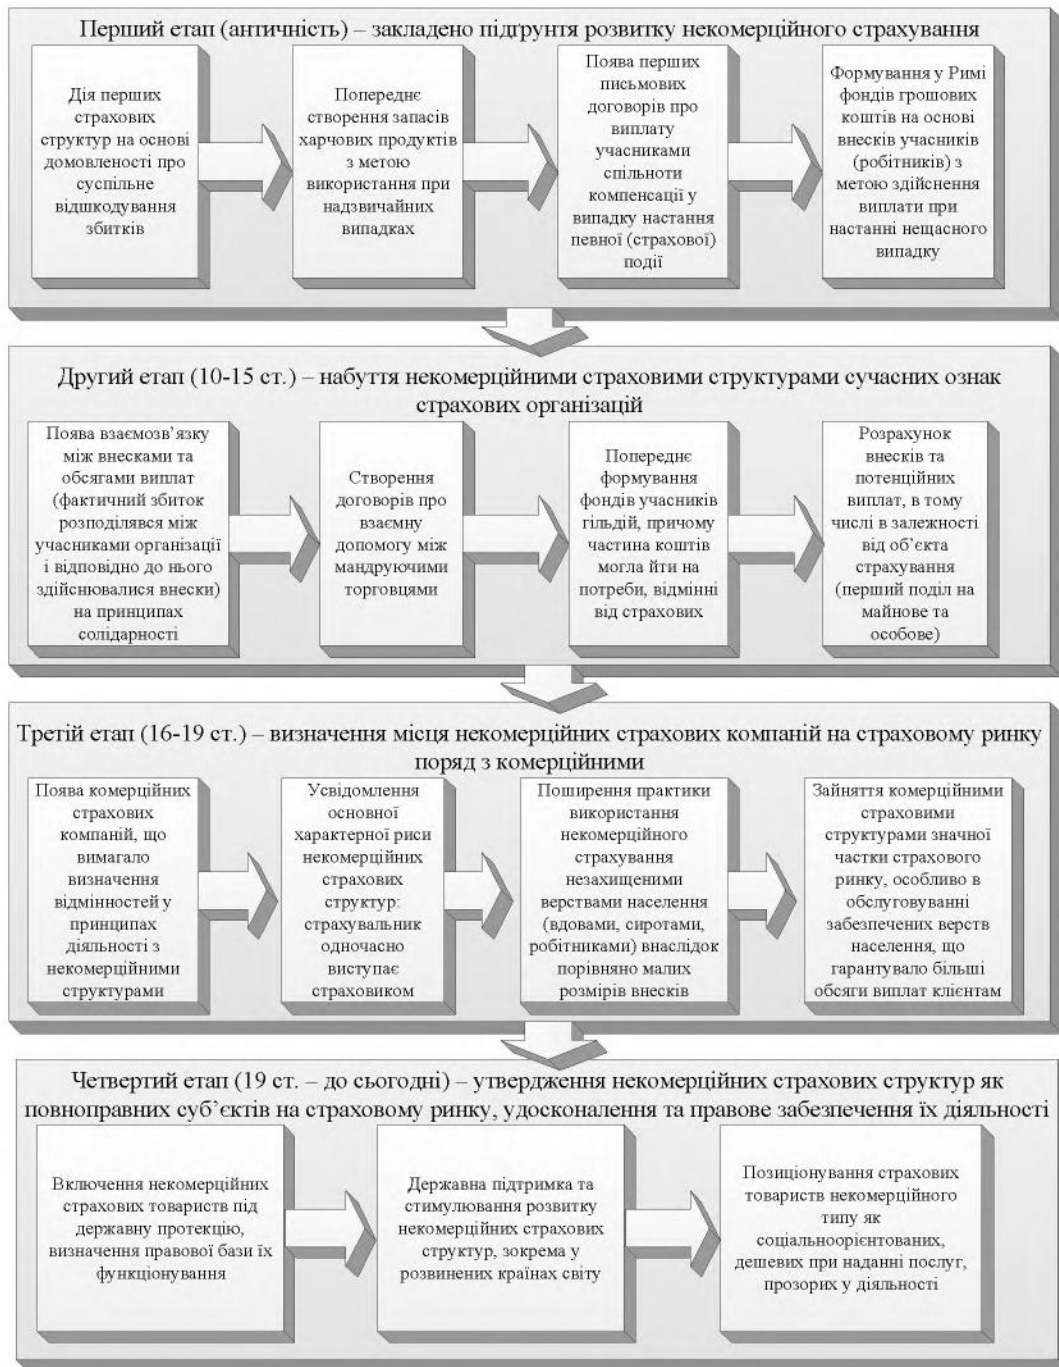 Перший етап (античність) – закладено підґрунтя розвитку некомерційного страхування
Дія перших
страхових
структур на основі
домовленості про
суспільне
відшкодування
збитків
Попереднє
створення запасів
харчових продуктів
з метою
використання при
надзвичайних
випадках
Поява перших
письмових
договорів про
виплату
учасниками
спільноти
компенсації у
випадку настання
певної (страхової)
події
Формування у Римі
фондів грошових
коштів на основі
внесків учасників
(робітників) з
метою здійснення
виплати при
настанні нещасного
випадку
Другий етап (10-15 ст.) – набуття некомерційними страховими структурами сучасних ознак
страхових організацій
Поява взаємозв’язку
між внесками та
обсягами виплат
(фактичний збиток
розподілявся між
учасниками організації
і відповідно до нього
здійснювалися внески)
на принципах
солідарності
Створення
договорів про
взаємну
допомогу між
мандруючими
торговцями
Попереднє
формування
фондів учасників
гільдій, причому
частина коштів
могла йти на
потреби, відмінні
від страхових
Розрахунок
внесків та
потенційних
виплат, в тому
числі в залежності
від об’єкта
страхування
(перший поділ на
майнове та
особове)
Третій етап (16-19 ст.) – визначення місця некомерційних страхових компаній на страховому ринку
поряд з комерційними
Поява комерційних
страхових
компаній, що
вимагало
визначення
відмінностей у
принципах
діяльності з
некомерційними
структурами
Усвідомлення
основної
характерної риси
некомерційних
страхових
структур:
страхувальник
одночасно
виступає
страховиком
Поширення практики
використання
некомерційного
страхування
незахищеними
верствами населення
(вдовами, сиротами,
робітниками) внаслідок
порівняно малих
розмірів внесків
Зайняття комерційними
страховими
структурами значної
частки страхового
ринку, особливо в
обслуговуванні
забезпечених верств
населення, що
гарантувало більші
обсяги виплат клієнтам
Четвертий етап (19 ст. – до сьогодні) – утвердження некомерційних страхових структур як
повноправних суб’єктів на страховому ринку, удосконалення та правове забезпечення їх діяльності
Включення некомерційних
страхових товариств під
державну протекцію,
визначення правової бази їх
функціонування
Державна підтримка та
стимулювання розвитку
некомерційних страхових
структур, зокрема у
розвинених країнах світу
Позиціонування страхових
товариств некомерційного
типу як
соціальноорієнтованих,
дешевих при наданні послуг,
прозорих у діяльності